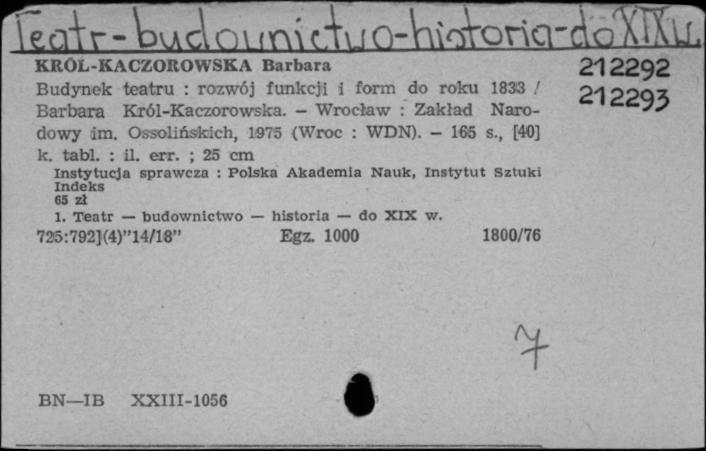 Teatr-budownictwo-historia-do XIX w.
KRÓL-KACZOROWSKA Barbara
212292
Budynek teatru : rozwój funkcji i form do roku 1833 /
212293
Barbara Król-Kaczorowska. — Wrocław : Zakład Naro-
dowy im. Ossolińskich, 1975 (Wroc : WDN). — 165 s., [40]
k. tabl. : il. err. ; 25 cm
Instytucja sprawcza : Polska Akademia Nauk, Instytut Sztuki
Indeks
65 zł
1. Teatr — budownictwo — historia — do XIX w.
725:792](4)”14/18” Egz. 1000 1800/76
7
BN—IB XXIII-1056